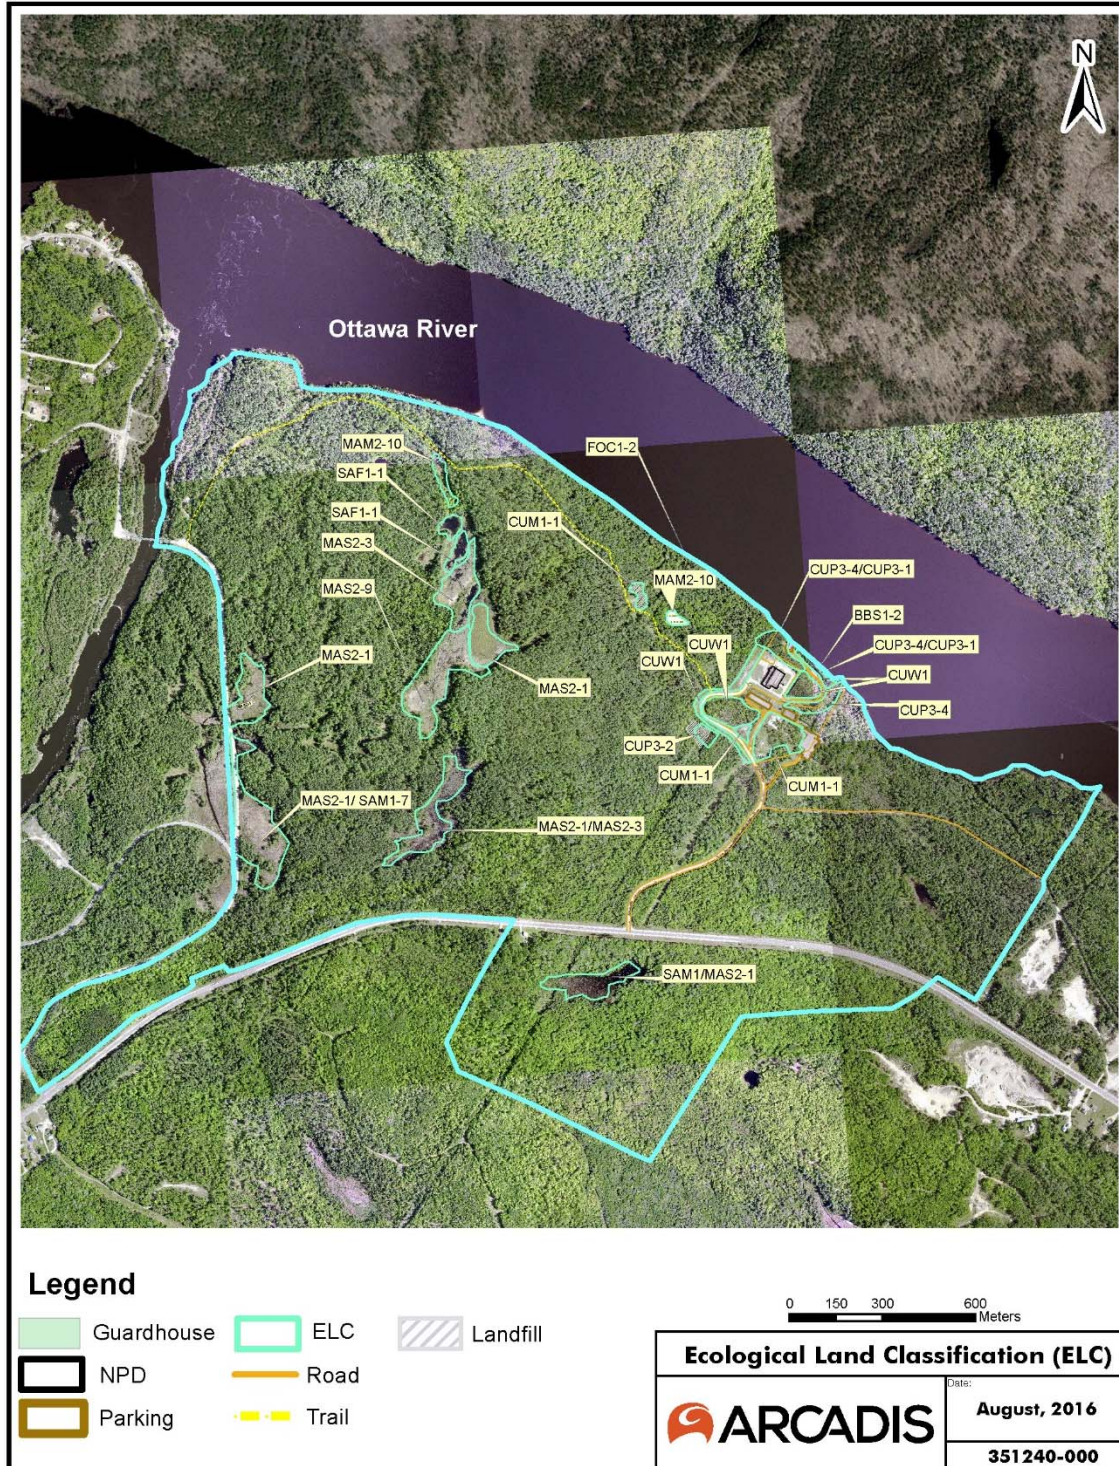 N
Ottawa River
MAM2-10
FOC1-2
SAF1-1
SAF1-1
CUM1-1
MAS2-3
CUP3-4/CUP3-1
MAM2-10
MAS2-9
BBS1-2
CUW1
CUP3-4/CUP3-1
MAS2-1
CUW1
CUW1
MAS2-1
CUP3-4
CUP3-2
CUM1-1
CUM1-1
MAS2-1/ SAM1-7
MAS2-1/MAS2-3
SAM1/MAS2-1
Legend
Guardhouse
ELC
Landfill
NPD
Road
Parking
Trail
0 150 300 600
Meters
Ecological Land Classification (ELC)
ARCADIS
Date:
August, 2016
351240-000